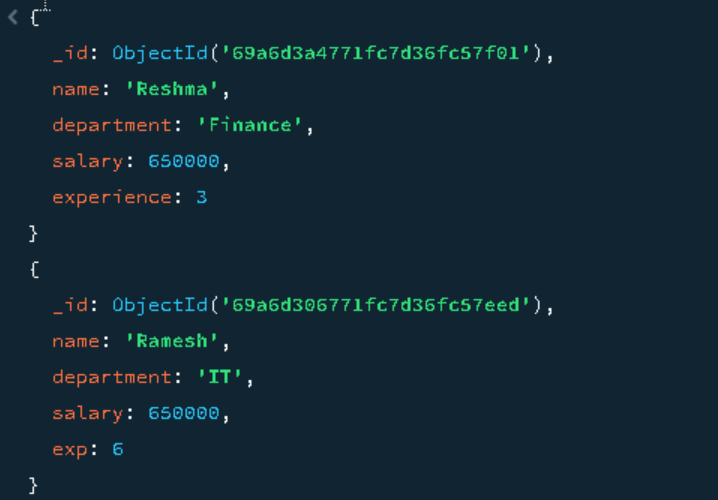 {
_id: ObjectId('69a6d3a4771fc7d36fc57f01'),
name: 'Reshma',
department: 'Finance',
salary: 650000,
experience: 3
}
{
_id: ObjectId('69a6d306771fc7d36fc57eed'),
name: 'Ramesh',
department: 'IT',
salary: 650000,
exp: 6
}